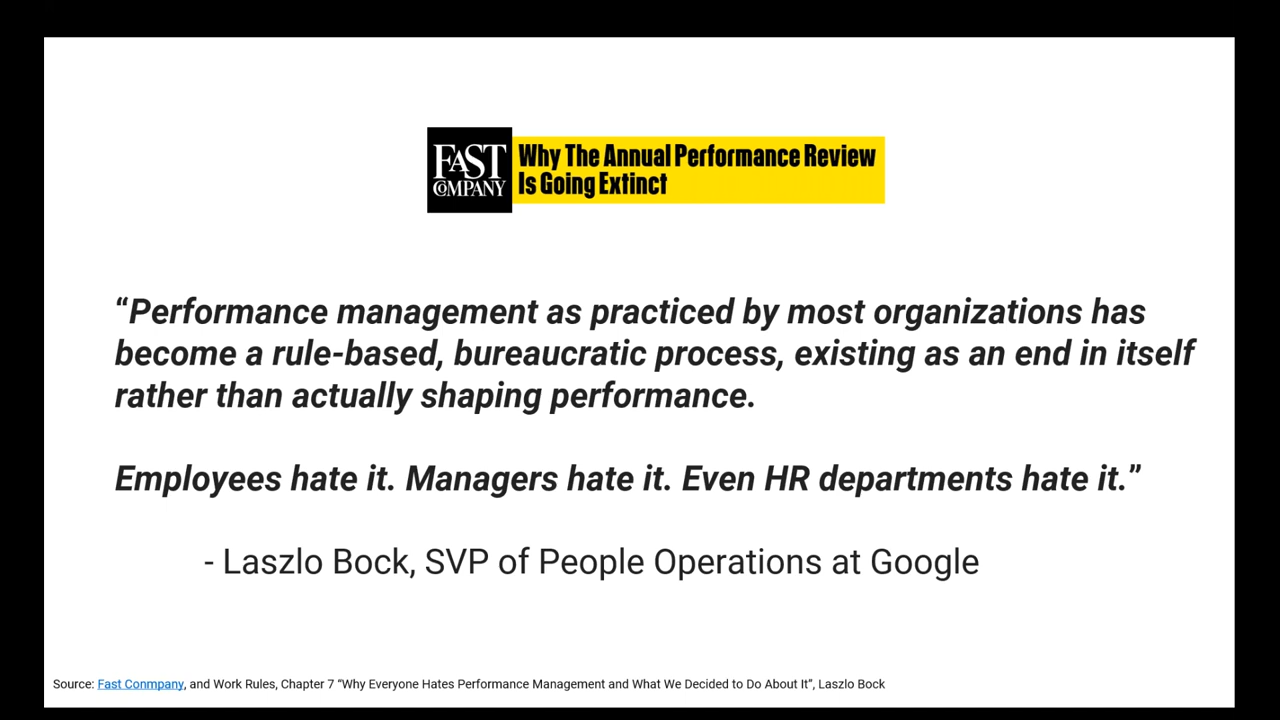 FAST COMPANY
Why The Annual Performance Review
Is Going Extinct
“Performance management as practiced by most organizations has
become a rule-based, bureaucratic process, existing as an end in itself
rather than actually shaping performance.
Employees hate it. Managers hate it. Even HR departments hate it.”
- Laszlo Bock, SVP of People Operations at Google
Source: Fast Conmpany, and Work Rules, Chapter 7 “Why Everyone Hates Performance Management and What We Decided to Do About It”, Laszlo Bock